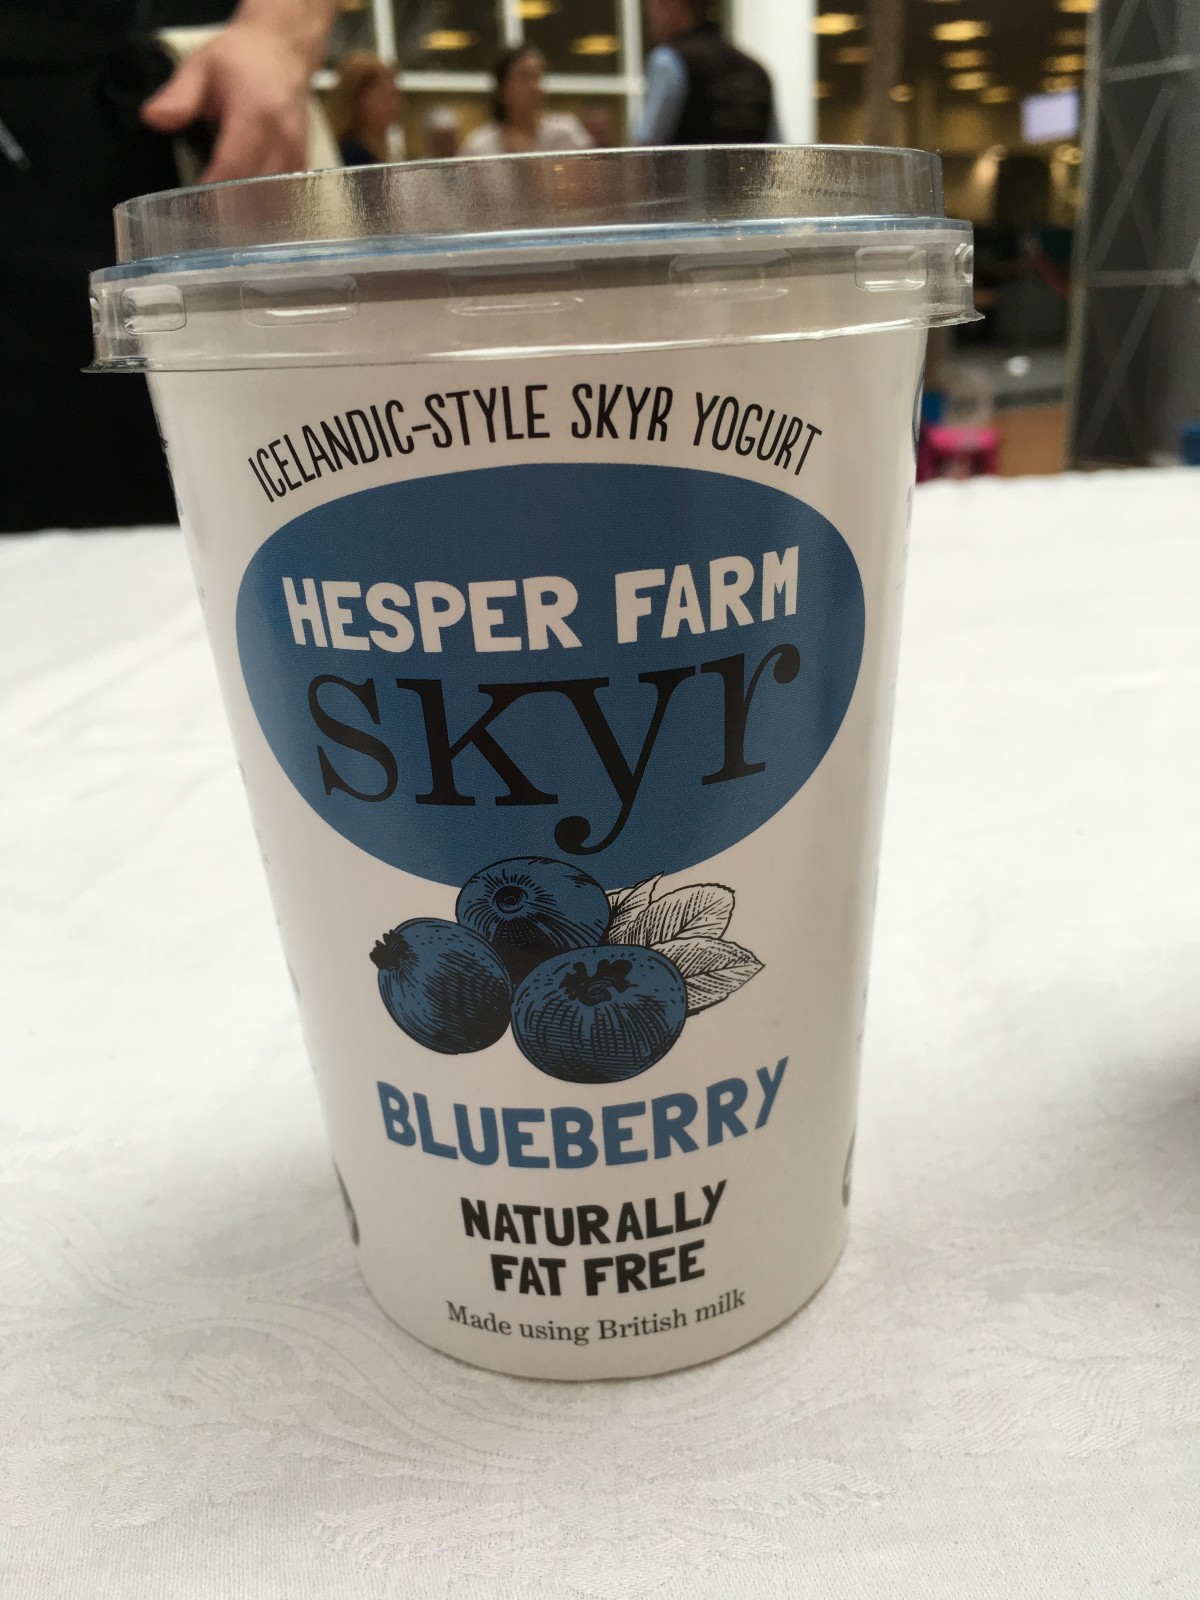 ICELANDIC-STYLE SKYR YOGURT
HESPER FARM
skyr
BLUEBERRY
NATURALLY
FAT FREE
Made using British milk